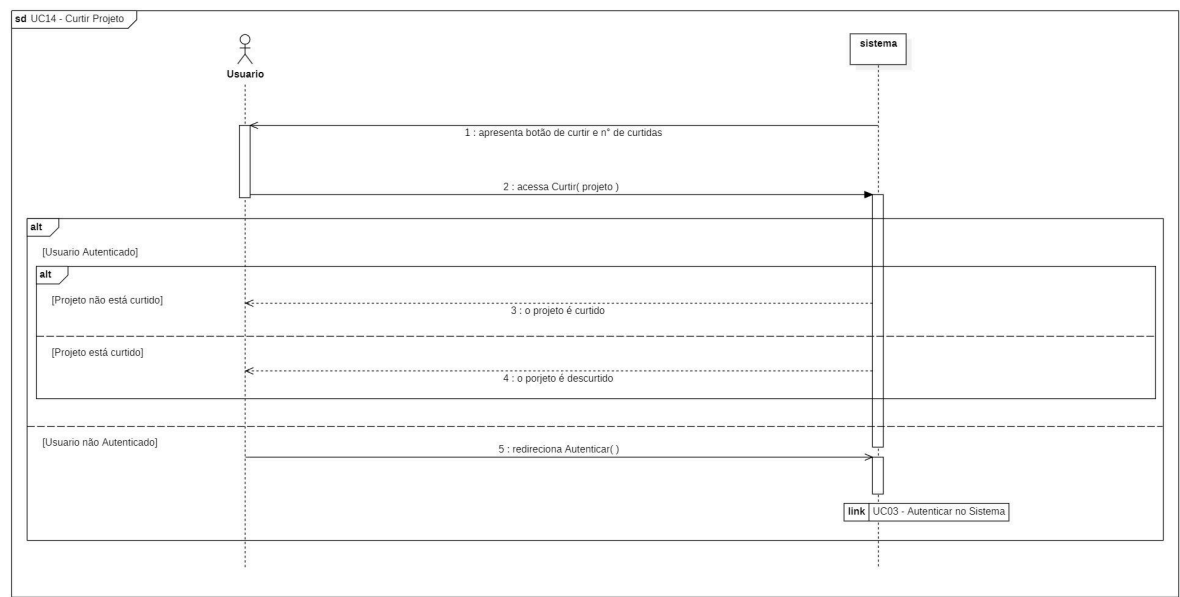 sd UC14 - Curtir Projeto
Usuario
sistema
1 : apresenta botão de curtir e n° de curtidas
2 : acessa Curtir( projeto )
alt
[Usuario Autenticado]
alt
[Projeto não está curtido]
3 : o projeto é curtido
[Projeto está curtido]
4 : o porjeto é descurtido
[Usuario não Autenticado]
5 : redireciona Autenticar( )
link UC03 - Autenticar no Sistema